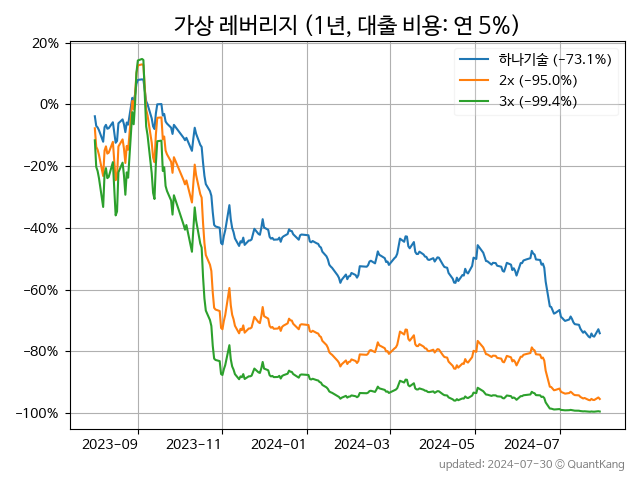 가상 레버리지 (1년, 대출 비용: 연 5%)
하나기술 (-73.1%)
2x (-95.0%)
3x (-99.4%)
20%
0%
−20%
−40%
−60%
−80%
−100%
2023-09
2023-11
2024-01
2024-03
2024-05
2024-07
updated: 2024-07-30 © QuantKang